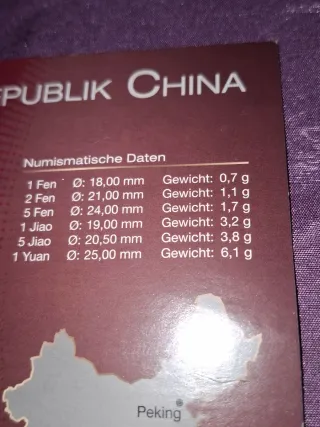 EPUBLIK CHINA
Numismatische Daten
1 Fen Ø: 18,00 mm Gewicht: 0,7 g
2 Fen Ø: 21,00 mm Gewicht: 1,1 g
5 Fen Ø: 24,00 mm Gewicht: 1,7 g
1 Jiao Ø: 19,00 mm Gewicht: 3,2 g
5 Jiao Ø: 20,50 mm Gewicht: 3,8 g
1 Yuan Ø: 25,00 mm Gewicht: 6,1 g
Peking